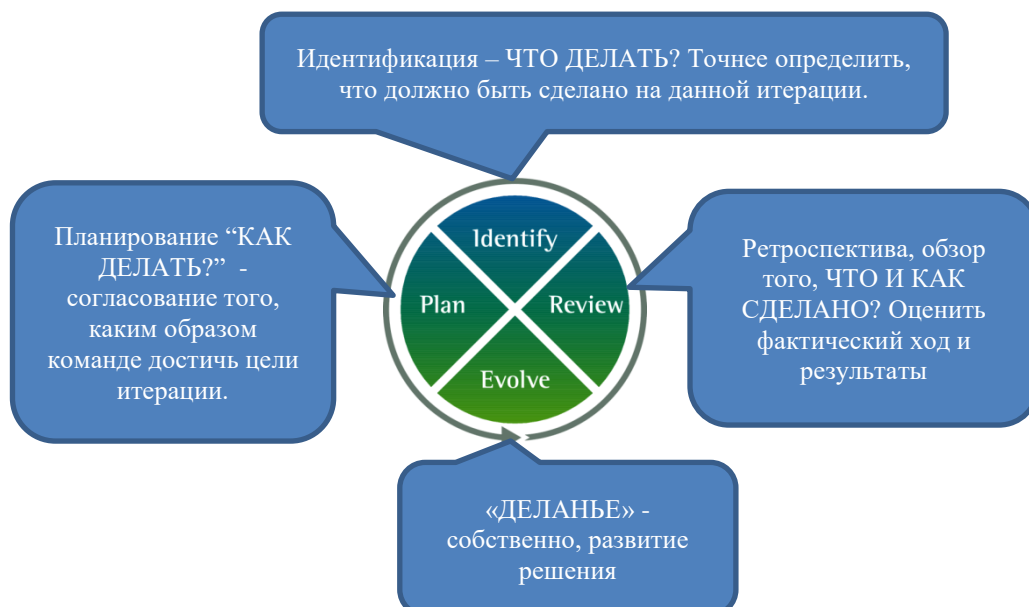 Идентификация – ЧТО ДЕЛАТЬ? Точнее определить,
что должно быть сделано на данной итерации.
Планирование “КАК
ДЕЛАТЬ?” -
согласование того,
каким образом
команде достичь цели
итерации.
Identify
Plan
Review
Evolve
Ретроспектива, обзор
того, ЧТО И КАК
СДЕЛАНО? Оценить
фактический ход и
результаты
«ДЕЛАНЬЕ» -
собственно, развитие
решения